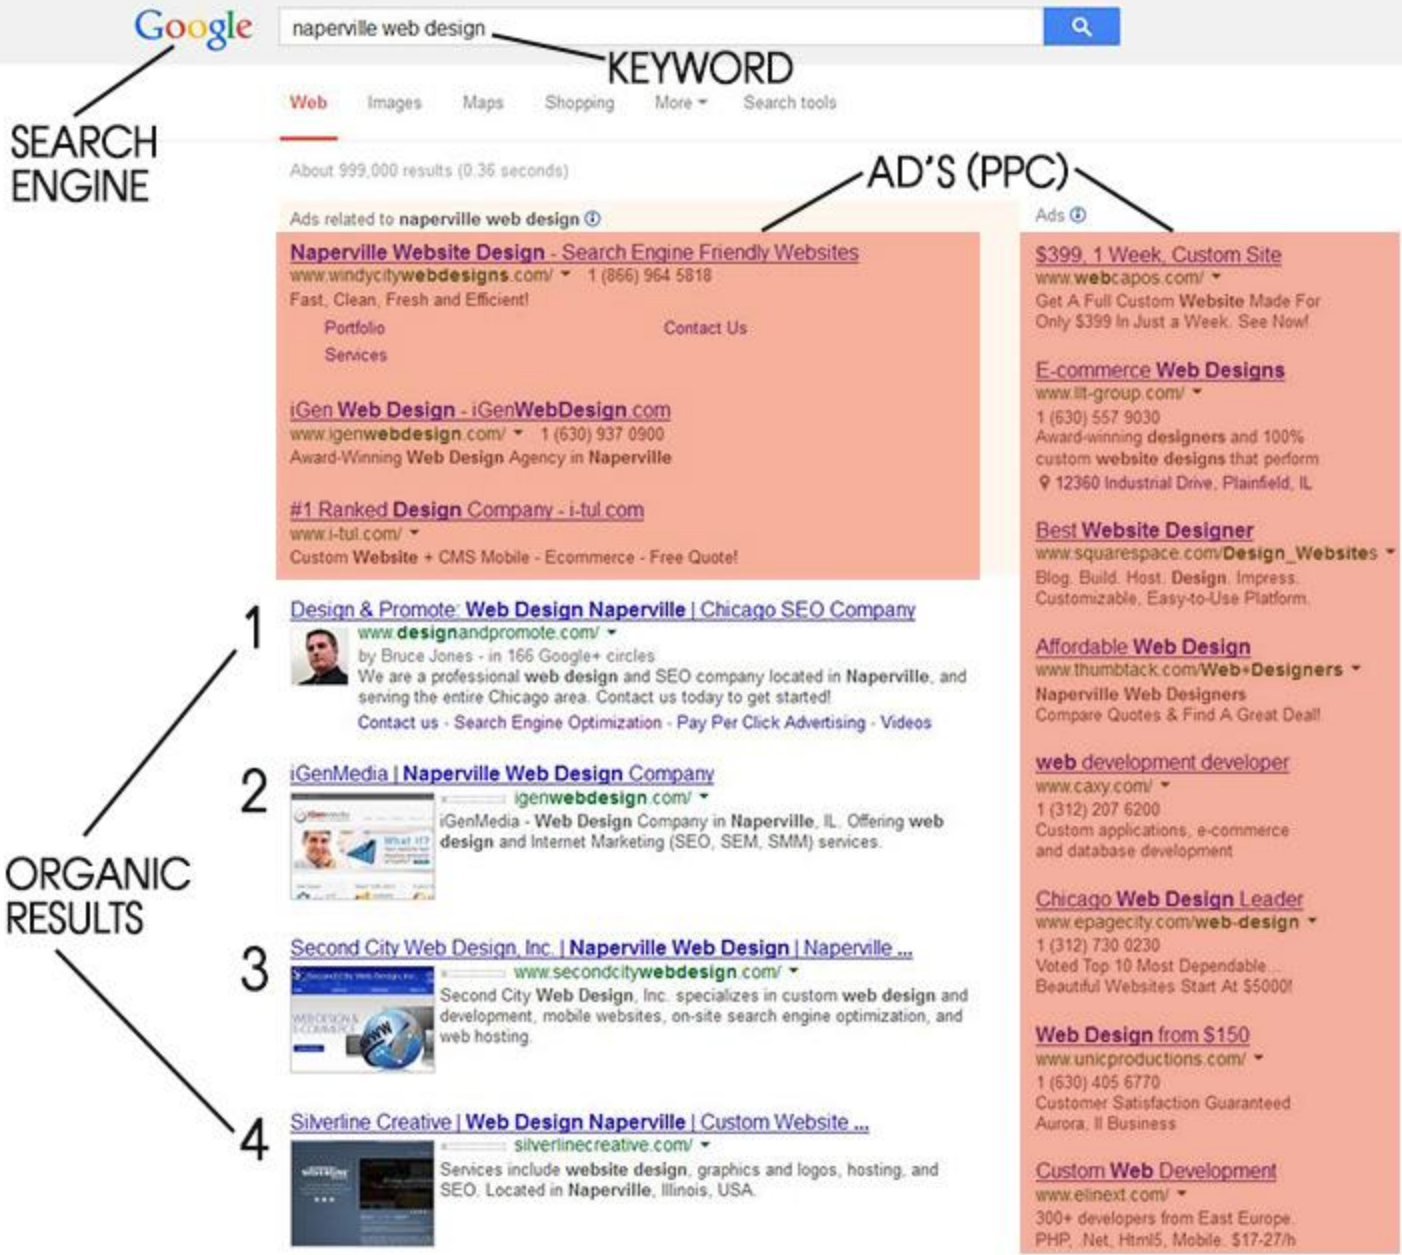 Google
naperville web design
KEYWORD
SEARCH
ENGINE
Web Images Maps Shopping More Search tools
About 999,000 results (0.36 seconds)
AD'S (PPC)
Ads related to naperville web design
Naperville Website Design - Search Engine Friendly Websites
www.windycitywebdesigns.com/ 1 (866) 964 5818
Fast, Clean, Fresh and Efficient!
Portfolio Contact Us
Services
iGen Web Design - iGenWebDesign.com
www.igenwebdesign.com/ 1 (630) 937 0900
Award-Winning Web Design Agency in Naperville
#1 Ranked Design Company - i-tul.com
www.i-tul.com/
Custom Website + CMS Mobile - Ecommerce - Free Quote!
ORGANIC
RESULTS
1
Design & Promote: Web Design Naperville | Chicago SEO Company
www.designandpromote.com/
by Bruce Jones - in 166 Google+ circles
We are a professional web design and SEO company located in Naperville, and
serving the entire Chicago area. Contact us today to get started!
Contact us - Search Engine Optimization - Pay Per Click Advertising - Videos
2
iGenMedia | Naperville Web Design Company
igenwebdesign.com/
iGenMedia - Web Design Company in Naperville, IL. Offering web
design and Internet Marketing (SEO, SEM, SMM) services.
What if?
3
Second City Web Design, Inc. | Naperville Web Design | Naperville ...
www.secondcitywebdesign.com/
Second City Web Design, Inc. specializes in custom web design and
development, mobile websites, on-site search engine optimization, and
web hosting.
Second City Web Design, Inc.
WEB DESIGN &
E-COMMERCE
WWW
4
Silverline Creative | Web Design Naperville | Custom Website ...
silverlinecreative.com/
Services include website design, graphics and logos, hosting, and
SEO. Located in Naperville, Illinois, USA.
SILVERLINE
Ads
$399, 1 Week, Custom Site
www.webcapos.com/
Get A Full Custom Website Made For
Only $399 In Just a Week. See Now!
E-commerce Web Designs
1 (630) 557 9030
Award-winning designers and 100%
custom website designs that perform
12360 Industrial Drive, Plainfield, IL
Best Website Designer
www.squarespace.com/Design_Websites
Blog. Build. Host. Design. Impress.
Customizable, Easy-to-Use Platform.
Affordable Web Design
www.thumbtack.com/Web+Designers
Naperville Web Designers
Compare Quotes & Find A Great Deal!
web development developer
www.caxy.com/
1 (312) 207 6200
Custom applications, e-commerce
and database development
Chicago Web Design Leader
www.epagecity.com/web-design
1 (312) 730 0230
Voted Top 10 Most Dependable...
Beautiful Websites Start At $5000!
Web Design from $150
www.unicproductions.com/
1 (630) 405 6770
Customer Satisfaction Guaranteed
Aurora, Il Business
Custom Web Development
www.elinext.com/
300+ developers from East Europe.
PHP, .Net, Html5, Mobile. $17-27/h